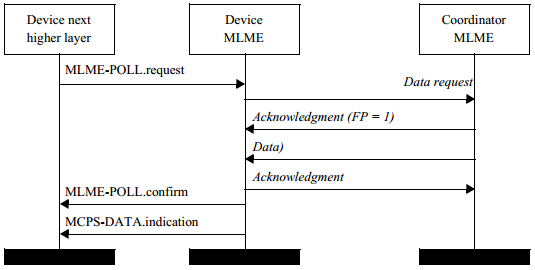 Device next
higher layer
Device
MLME
Coordinator
MLME
MLME-POLL.request
Data request
Acknowledgment (FP = 1)
Data)
Acknowledgment
MLME-POLL.confirm
MCPS-DATA.indication